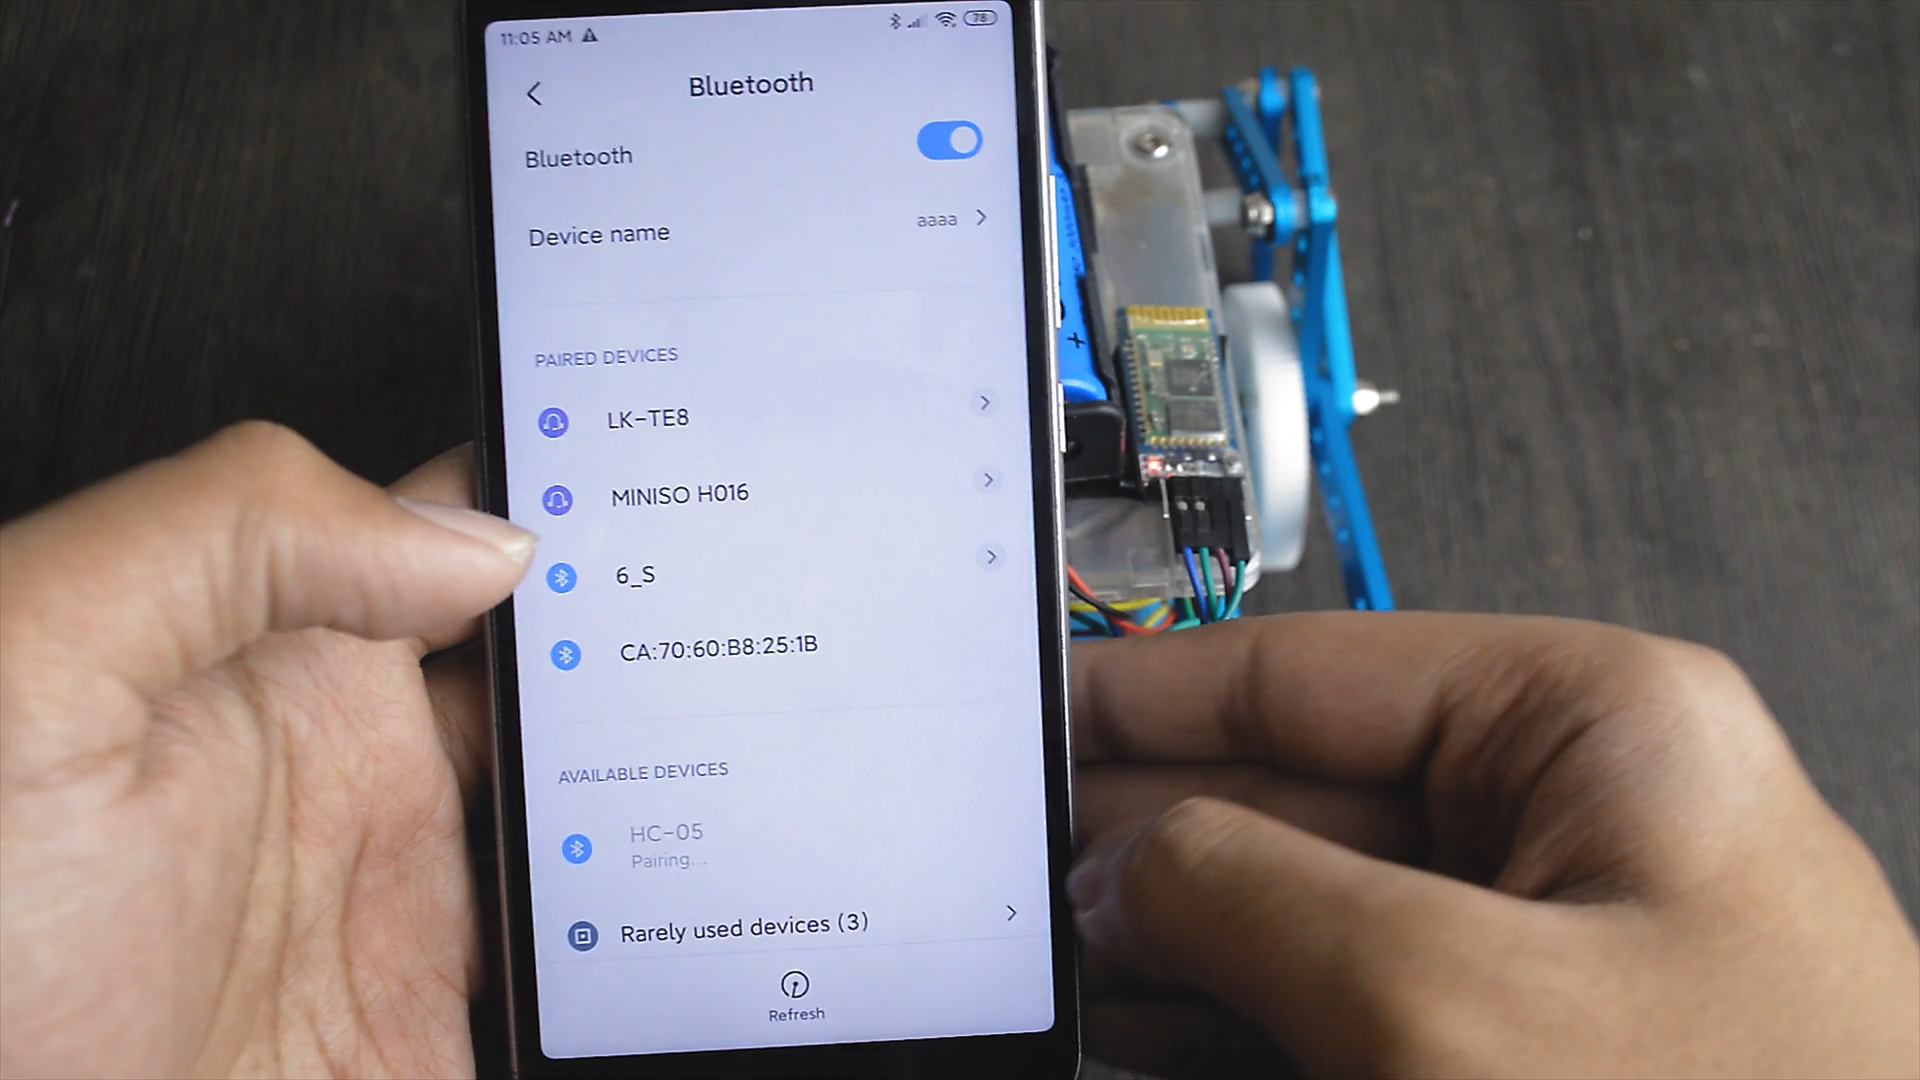 11:05 AM
78
Bluetooth
Bluetooth
Device name
aaaa
PAIRED DEVICES
LK-TE8
MINISO H016
6_S
CA:70:60:B8:25:1B
AVAILABLE DEVICES
HC-05
Pairing...
Rarely used devices (3)
Refresh
+